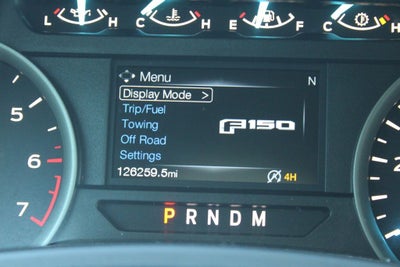 L H C H E F C H
Menu N
Display Mode >
Trip/Fuel
Towing F150
Off Road
Settings
126259.5mi 4H
5
6
7
P R N D M